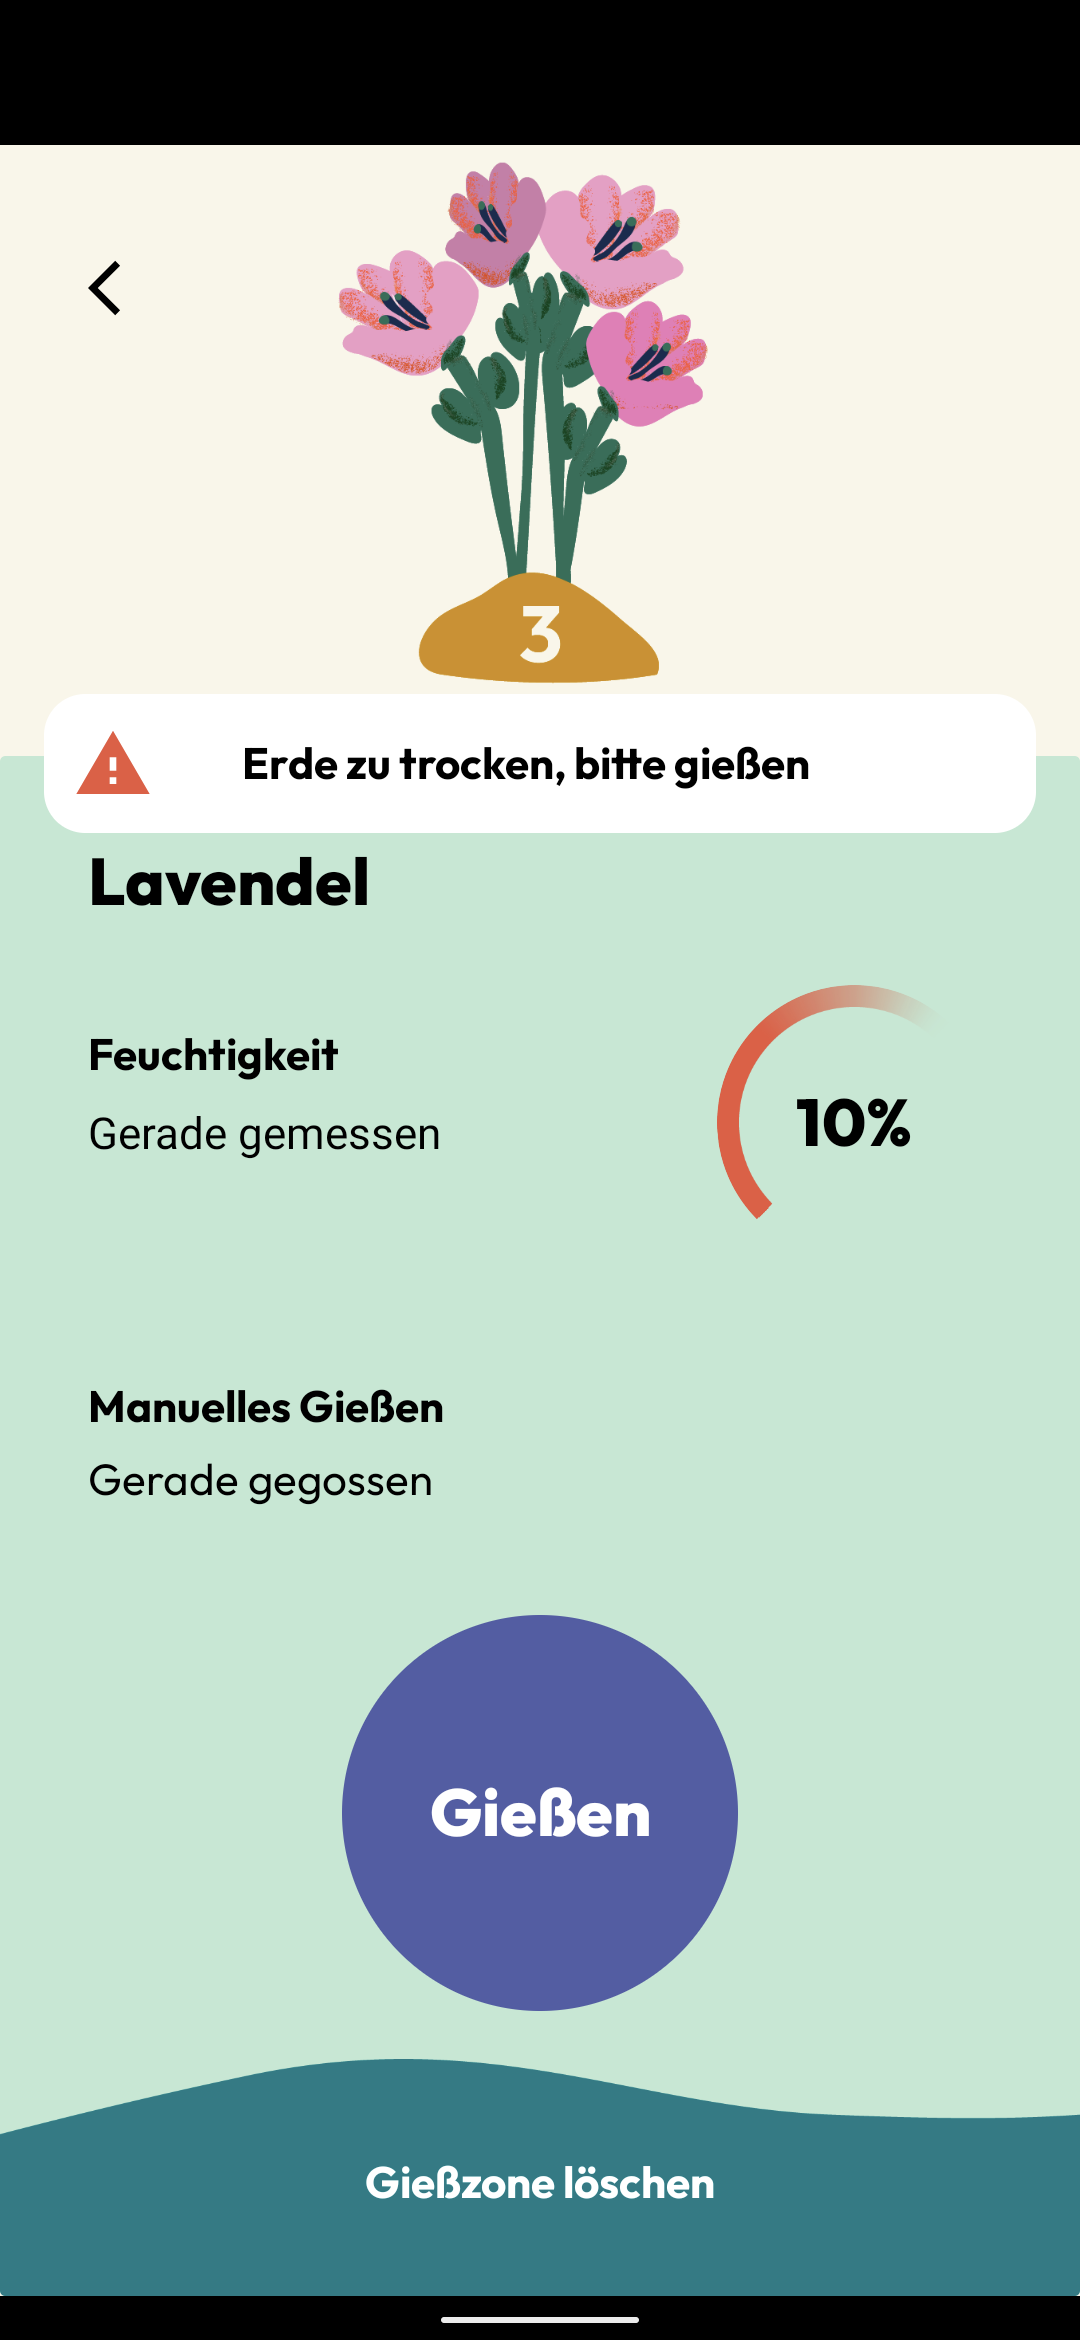 3
Erde zu trocken, bitte gießen
Lavendel
Feuchtigkeit
Gerade gemessen
10%
Manuelles Gießen
Gerade gegossen
Gießen
Gießzone löschen